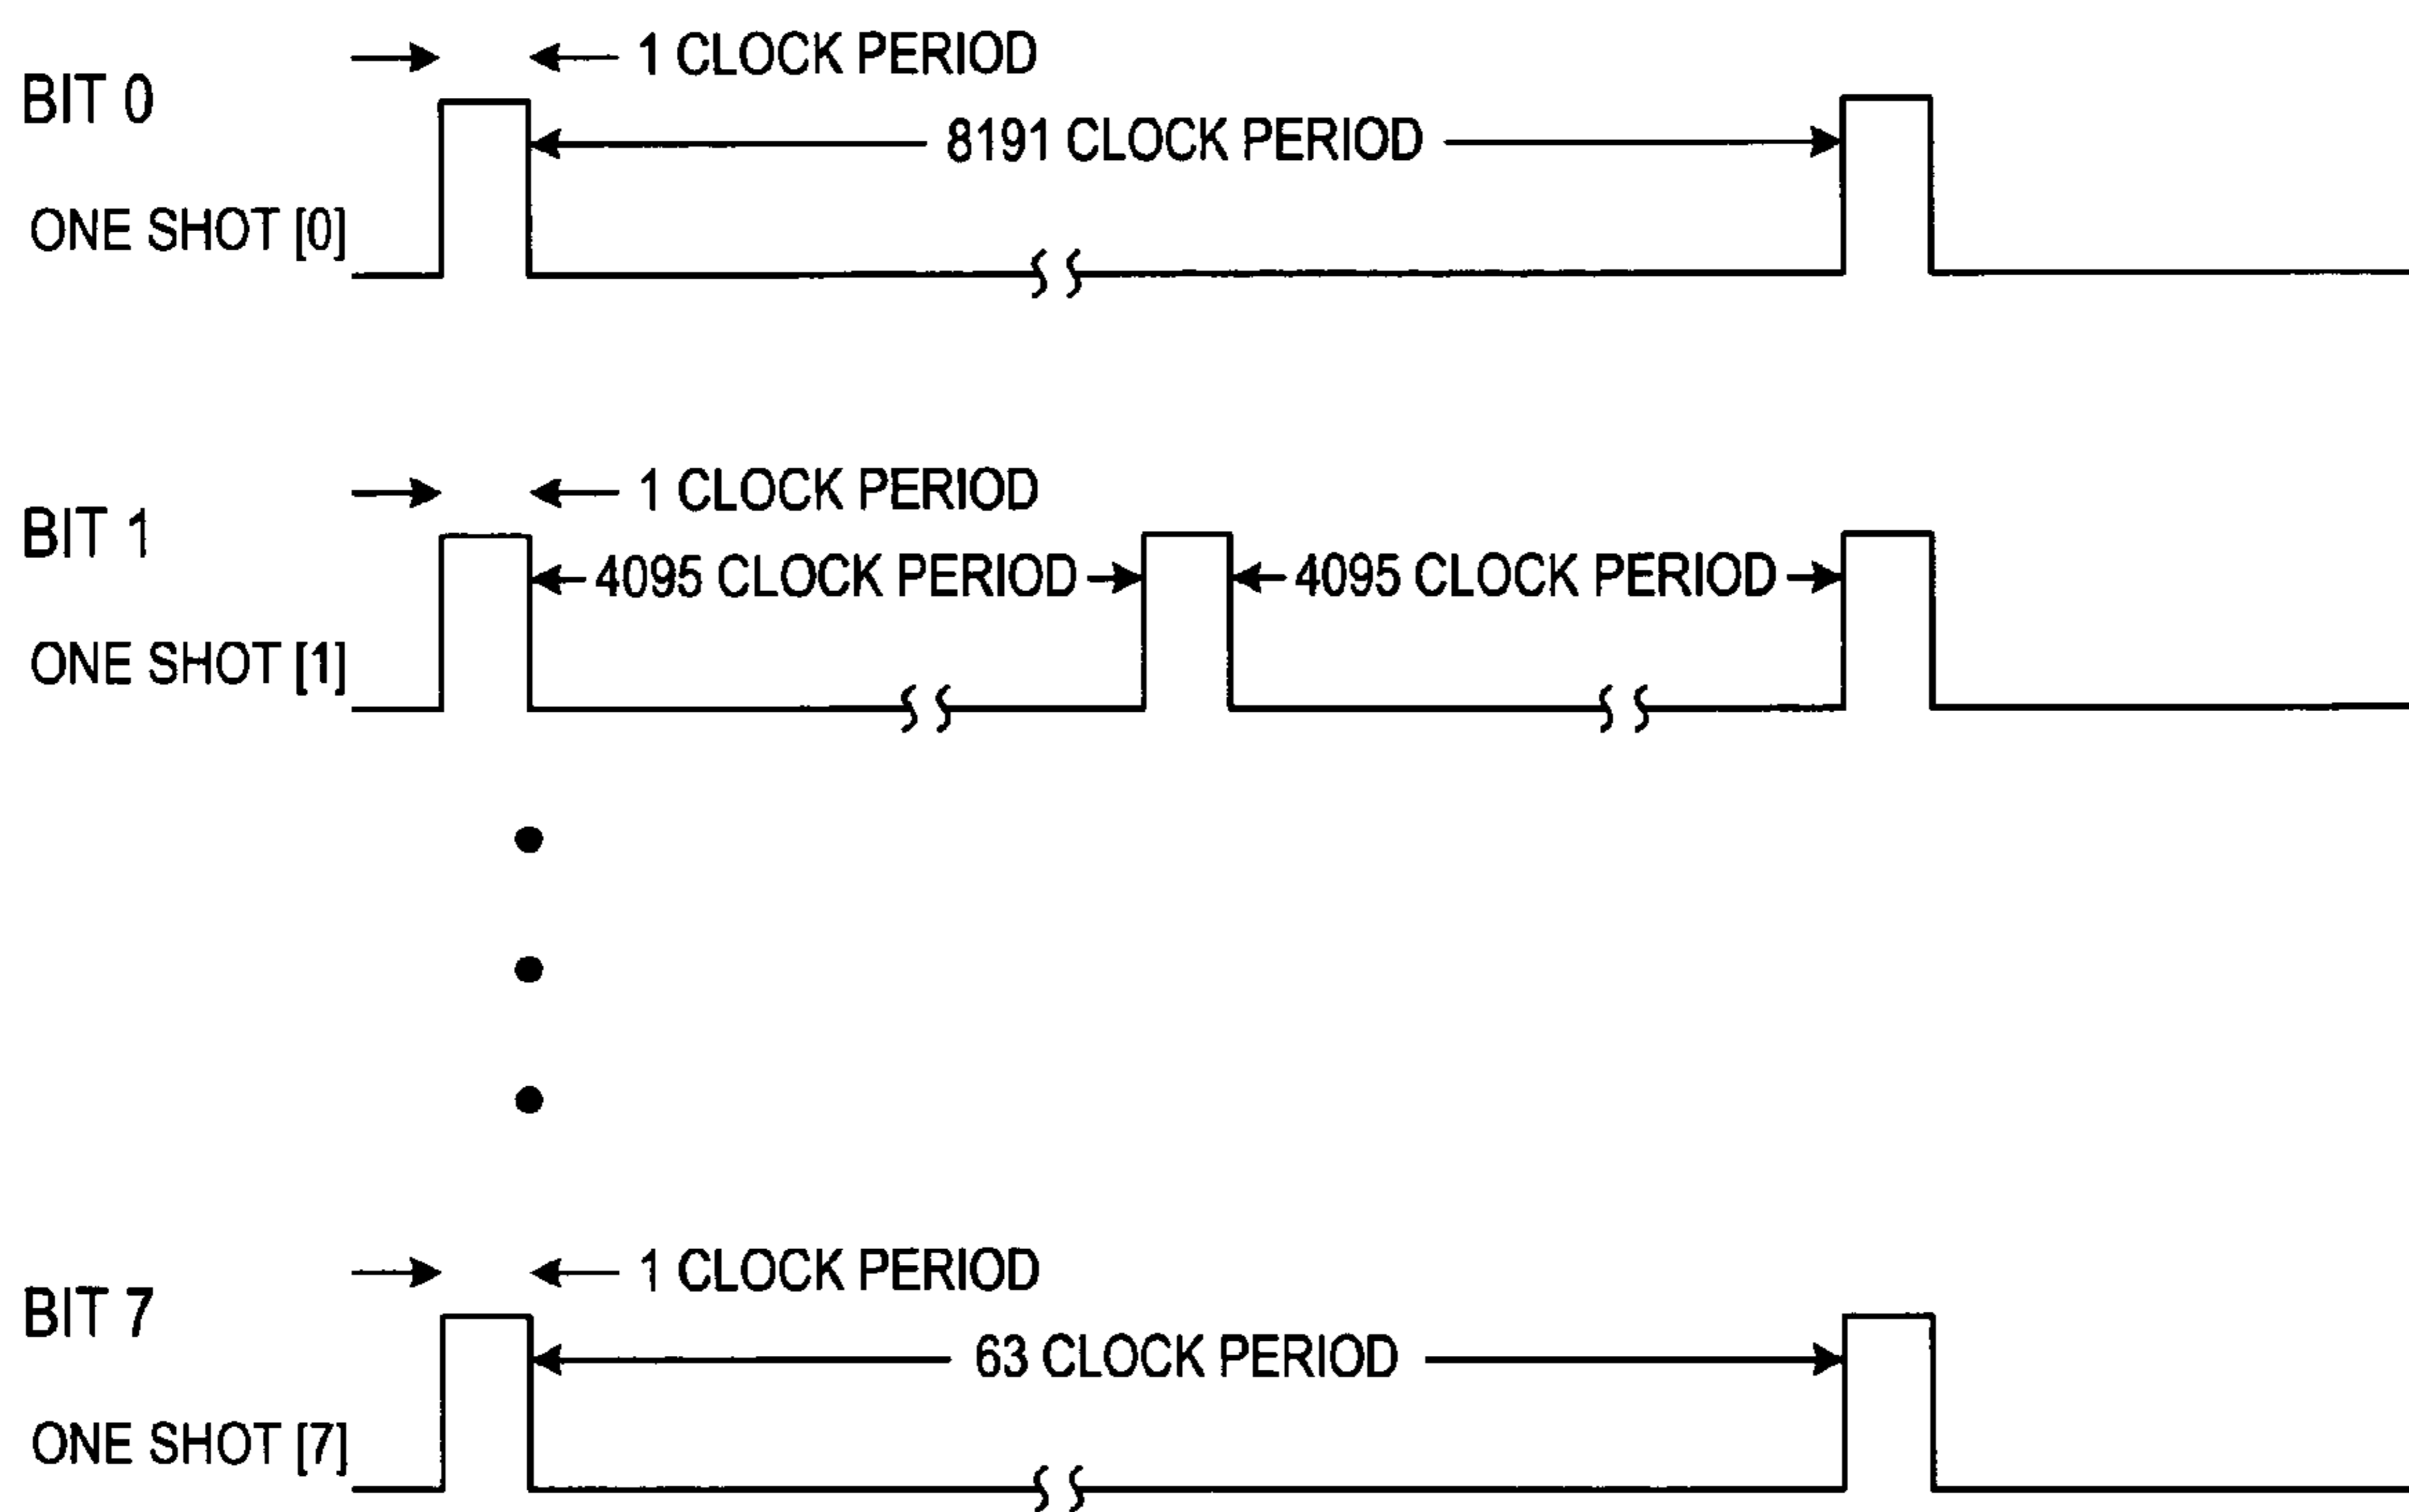 1 CLOCK PERIOD
BIT 0
8191 CLOCK PERIOD
ONE SHOT [0]
1 CLOCK PERIOD
BIT 1
4095 CLOCK PERIOD
4095 CLOCK PERIOD
ONE SHOT [1]
1 CLOCK PERIOD
BIT 7
63 CLOCK PERIOD
ONE SHOT [7]